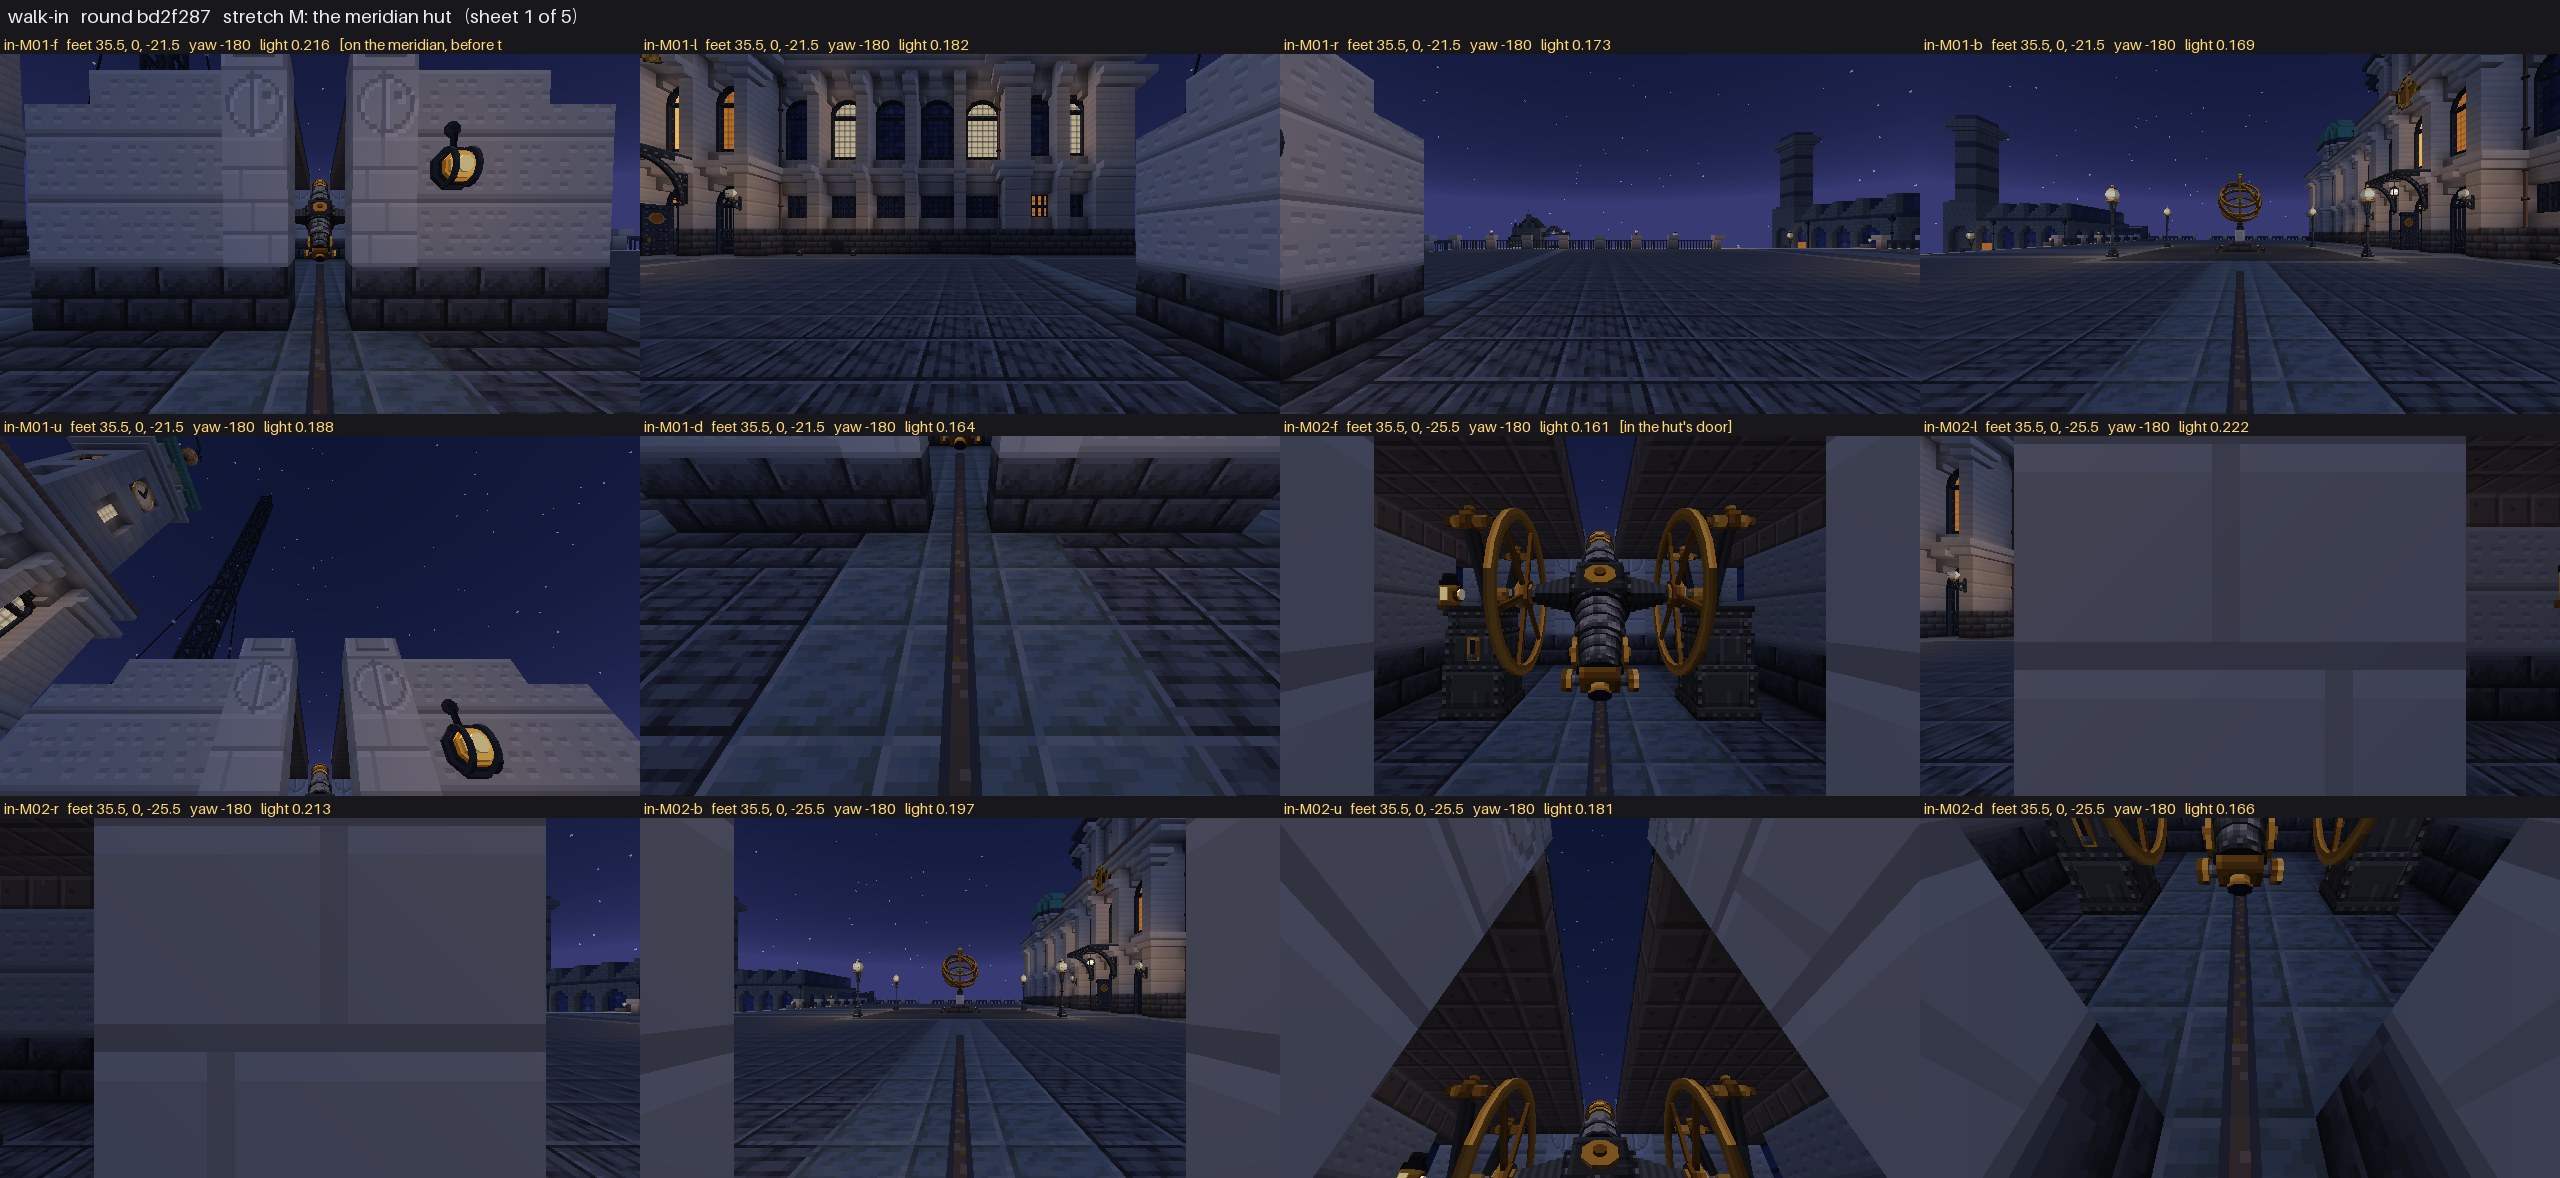 walk-in round bd2f287 stretch M: the meridian hut (sheet 1 of 5)
in-M01-f feet 35.5, 0, -21.5 yaw -180 light 0.216 [on the meridian, before t
in-M01-l feet 35.5, 0, -21.5 yaw -180 light 0.182
in-M01-r feet 35.5, 0, -21.5 yaw -180 light 0.173
in-M01-b feet 35.5, 0, -21.5 yaw -180 light 0.169
in-M01-u feet 35.5, 0, -21.5 yaw -180 light 0.188
in-M01-d feet 35.5, 0, -21.5 yaw -180 light 0.164
in-M02-f feet 35.5, 0, -25.5 yaw -180 light 0.161 [in the hut's door]
in-M02-l feet 35.5, 0, -25.5 yaw -180 light 0.222
in-M02-r feet 35.5, 0, -25.5 yaw -180 light 0.213
in-M02-b feet 35.5, 0, -25.5 yaw -180 light 0.197
in-M02-u feet 35.5, 0, -25.5 yaw -180 light 0.181
in-M02-d feet 35.5, 0, -25.5 yaw -180 light 0.166